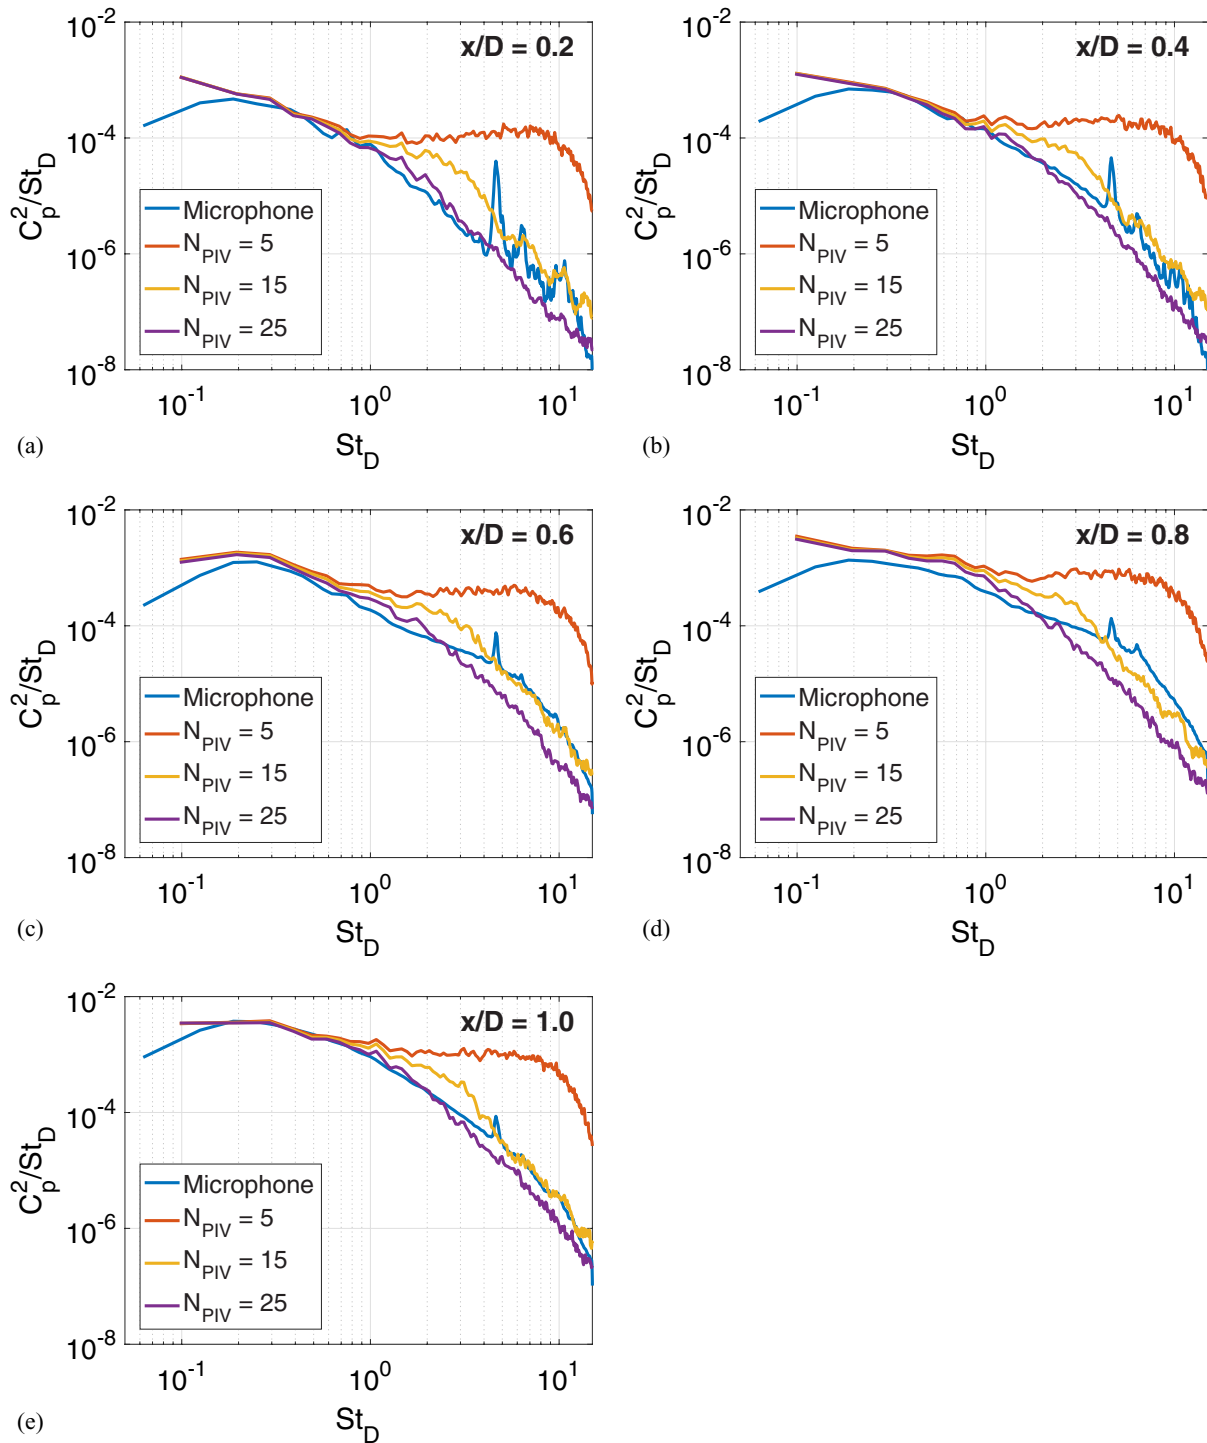 x/D = 0.2
10^-2
10^-4
10^-6
10^-8
C_p^2/St_D
Microphone
N_PIV = 5
N_PIV = 15
N_PIV = 25
10^-1
10^0
10^1
St_D
(a)
x/D = 0.4
10^-2
10^-4
10^-6
10^-8
C_p^2/St_D
Microphone
N_PIV = 5
N_PIV = 15
N_PIV = 25
10^-1
10^0
10^1
St_D
(b)
x/D = 0.6
10^-2
10^-4
10^-6
10^-8
C_p^2/St_D
Microphone
N_PIV = 5
N_PIV = 15
N_PIV = 25
10^-1
10^0
10^1
St_D
(c)
x/D = 0.8
10^-2
10^-4
10^-6
10^-8
C_p^2/St_D
Microphone
N_PIV = 5
N_PIV = 15
N_PIV = 25
10^-1
10^0
10^1
St_D
(d)
x/D = 1.0
10^-2
10^-4
10^-6
10^-8
C_p^2/St_D
Microphone
N_PIV = 5
N_PIV = 15
N_PIV = 25
10^-1
10^0
10^1
St_D
(e)